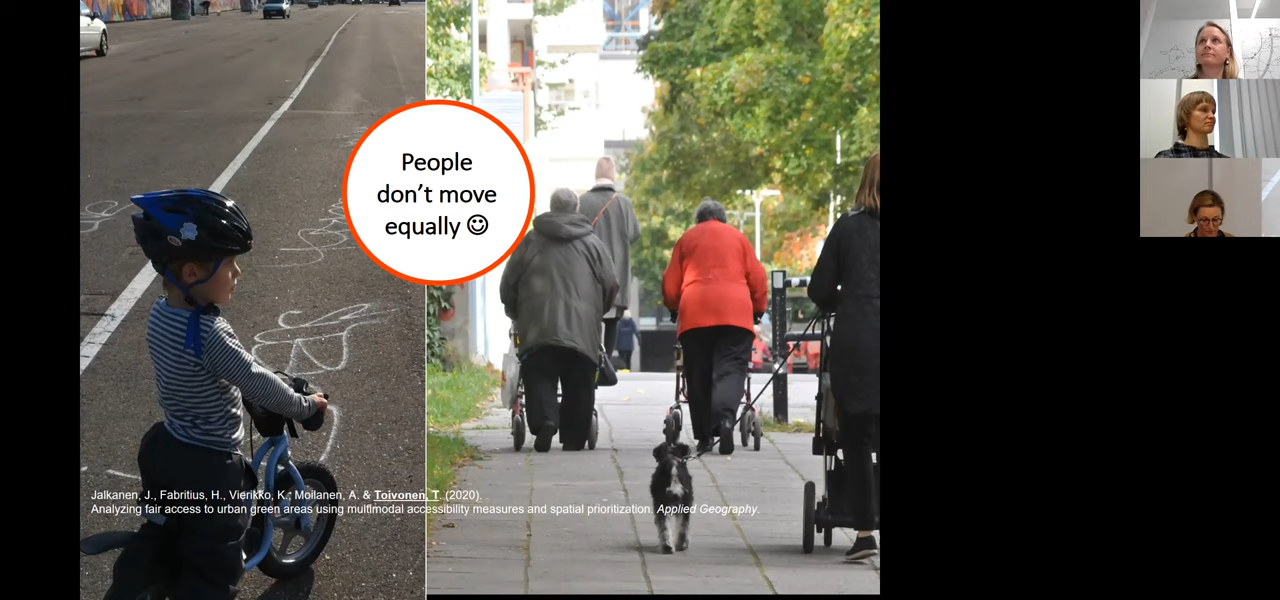 People
don’t move
equally ☺
Jalkanen, J., Fabritius, H., Vierikko, K., Moilanen, A. & Toivonen, T. (2020).
Analyzing fair access to urban green areas using multimodal accessibility measures and spatial prioritization. Applied Geography.